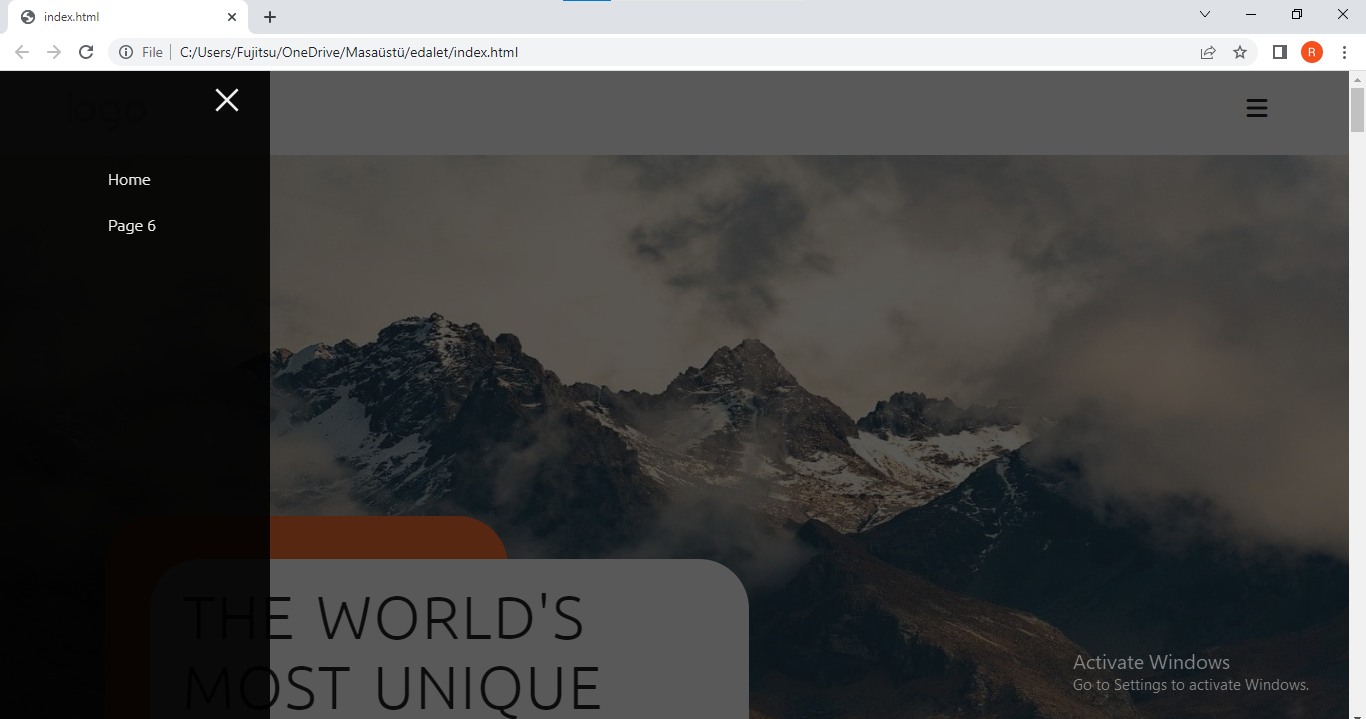 index.html
File C:/Users/Fujitsu/OneDrive/Masaüstü/edalet/index.html
R
logo
Home
Page 6
THE WORLD'S
MOST UNIQUE
Activate Windows
Go to Settings to activate Windows.